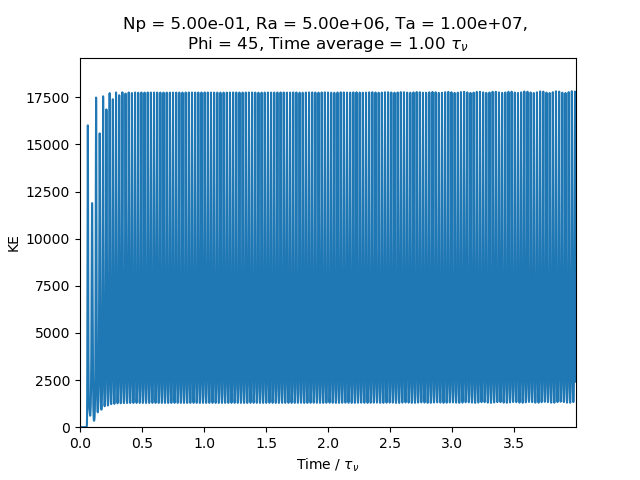 Np = 5.00e-01, Ra = 5.00e+06, Ta = 1.00e+07,
Phi = 45, Time average = 1.00 τν
17500
15000
12500
10000
7500
5000
2500
0
KE
0.0 0.5 1.0 1.5 2.0 2.5 3.0 3.5
Time / τν